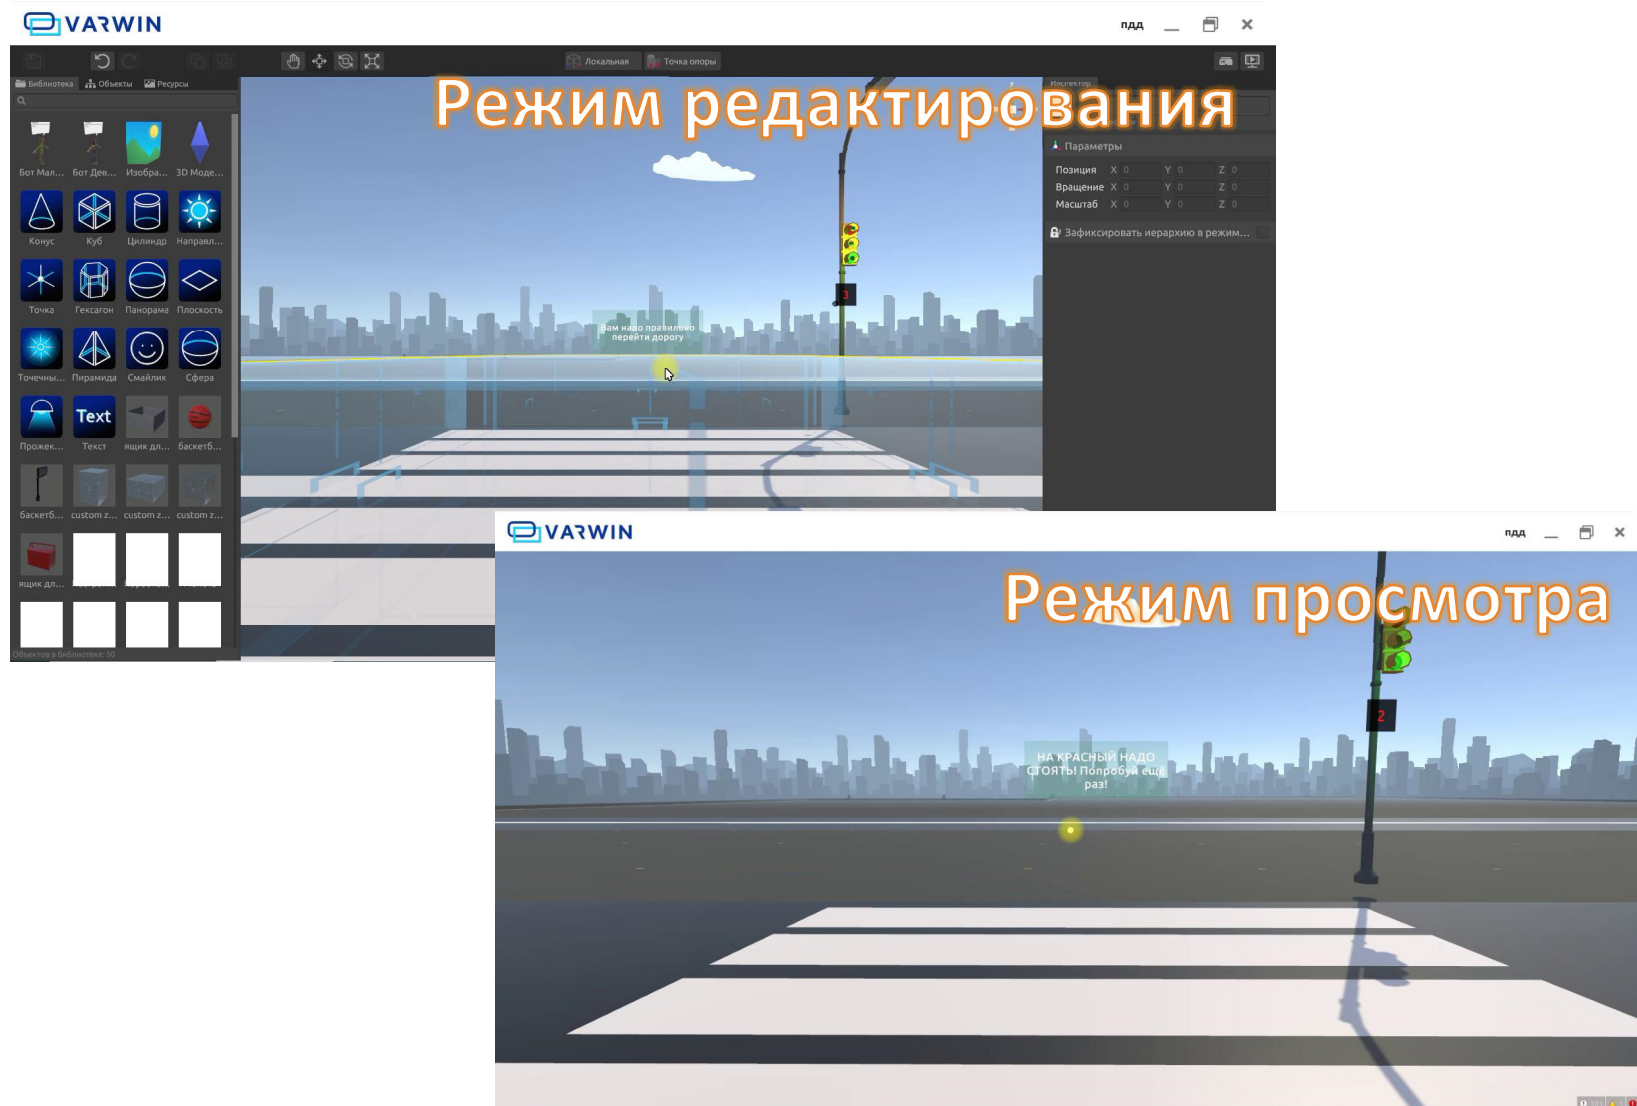 VARWIN
пдд
Локальная
Точка опоры
Библиотека
Объекты
Ресурсы
Инспектор
Режим редактирования
Бот Мал...
Бот Дев...
Изобра...
3D Моде...
Параметры
Позиция X 0 Y 0 Z 0
Вращение X 0 Y 0 Z 0
Масштаб X 0 Y 0 Z 0
Зафиксировать иерархию в режим...
Конус
Куб
Цилиндр
Направл...
Точка
Гексагон
Панорама
Плоскость
3
Вам надо правильно
перейти дорогу
Точечны...
Пирамида
Смайлик
Сфера
Text
Прожек...
Текст
ящик дл...
баскетб...
баскетб...
custom z...
custom z...
custom z...
ящик дл...
Объектов в библиотеке: 50
VARWIN
пдд
Режим просмотра
2
НА КРАСНЫЙ НАДО
СТОЯТЬ! Попробуй ещё
раз!